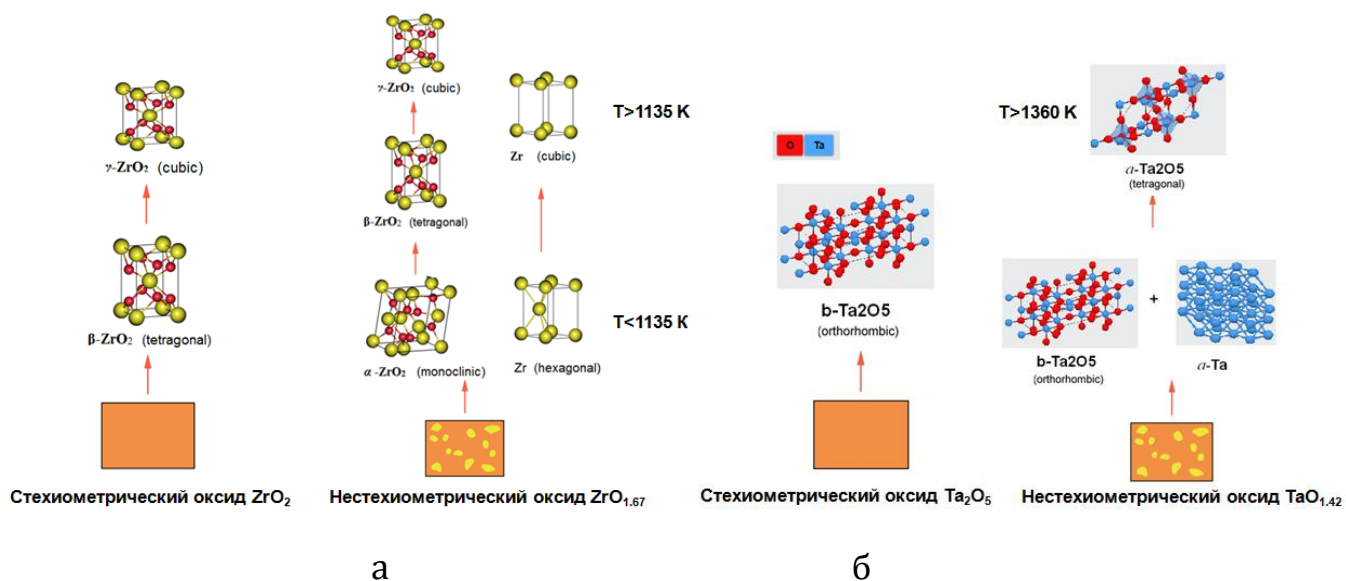 γ-ZrO₂ (cubic)
β-ZrO₂ (tetragonal)
Стехиометрический оксид ZrO₂
γ-ZrO₂ (cubic)
β-ZrO₂ (tetragonal)
α -ZrO₂ (monoclinic)
Zr (cubic)
Zr (hexagonal)
T>1135 K
T<1135 K
Нестехиометрический оксид ZrO₁.₆₇
а
O Ta
b-Ta2O5
(orthorhombic)
Стехиометрический оксид Ta₂O₅
T>1360 K
α-Ta2O5
(tetragonal)
b-Ta2O5
(orthorhombic)
+
α-Ta
Нестехиометрический оксид TaO₁.₄₂
б